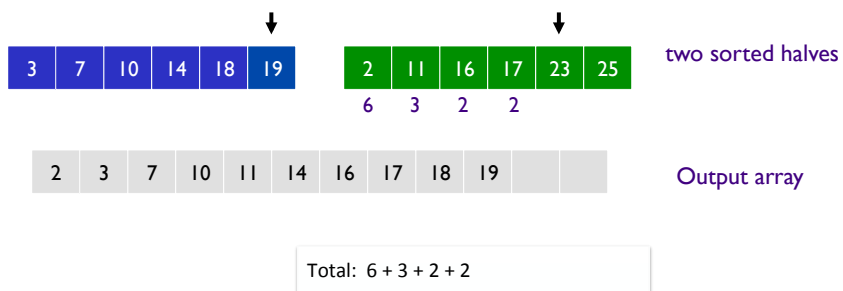 3 7 10 14 18 19 2 11 16 17 23 25 two sorted halves
6 3 2 2
2 3 7 10 11 14 16 17 18 19 Output array
Total: 6 + 3 + 2 + 2